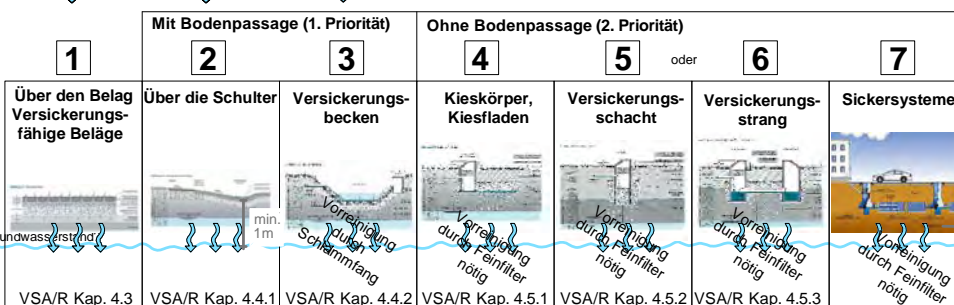 Mit Bodenpassage (1. Priorität)
Ohne Bodenpassage (2. Priorität)
1
2
3
4
5
oder
6
7
Über den Belag
Versickerungs-
fähige Beläge
undwasserstand
VSA/R Kap. 4.3
Über die Schulter
min.
1m
VSA/R Kap. 4.4.1
Versickerungs-
becken
Vorreinigung
durch
Schlammfang
VSA/R Kap. 4.4.2
Kieskörper,
Kiesfladen
Vorreinigung
durch Feinfilter
nötig
VSA/R Kap. 4.5.1
Versickerungs-
schacht
Vorreinigung
durch Feinfilter
nötig
VSA/R Kap. 4.5.2
Versickerungs-
strang
Vorreinigung
durch Feinfilter
nötig
VSA/R Kap. 4.5.3
Sickersysteme
Vorreinigung
durch Feinfilter
nötig